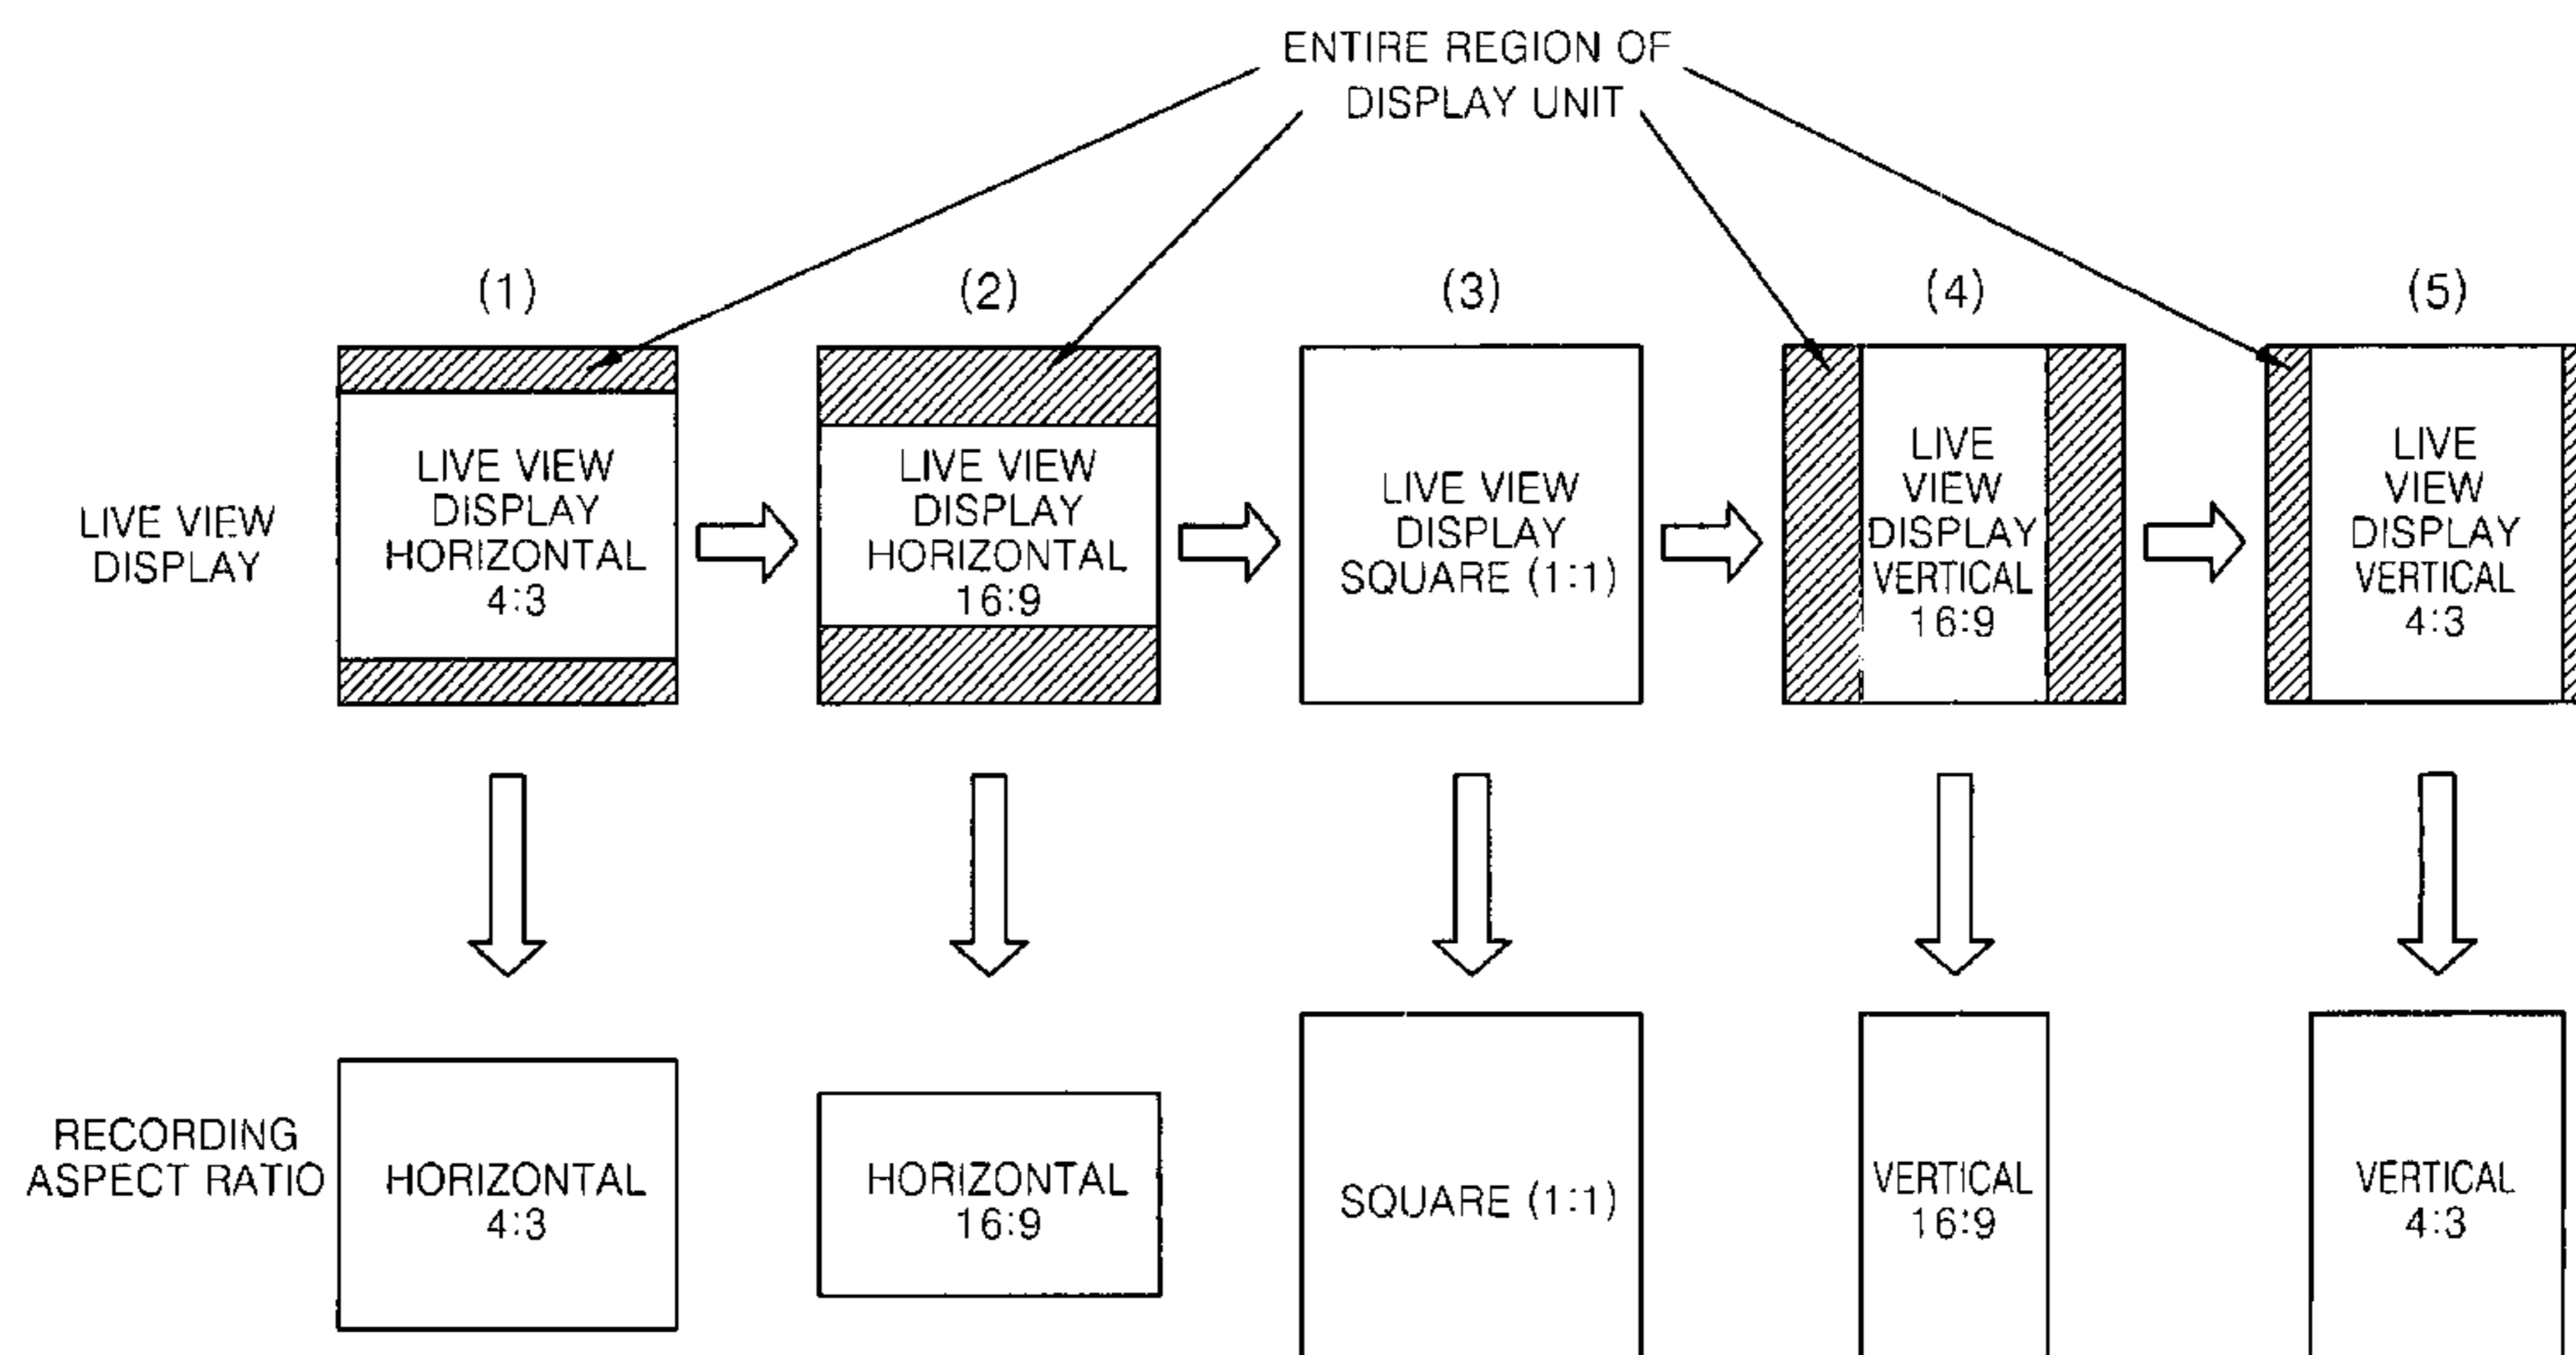 ENTIRE REGION OF
DISPLAY UNIT
(1)
(2)
(3)
(4)
(5)
LIVE VIEW
DISPLAY
LIVE VIEW
DISPLAY
HORIZONTAL
4:3
LIVE VIEW
DISPLAY
HORIZONTAL
16:9
LIVE VIEW
DISPLAY
SQUARE (1:1)
LIVE
VIEW
DISPLAY
VERTICAL
16:9
LIVE
VIEW
DISPLAY
VERTICAL
4:3
RECORDING
ASPECT RATIO
HORIZONTAL
4:3
HORIZONTAL
16:9
SQUARE (1:1)
VERTICAL
16:9
VERTICAL
4:3